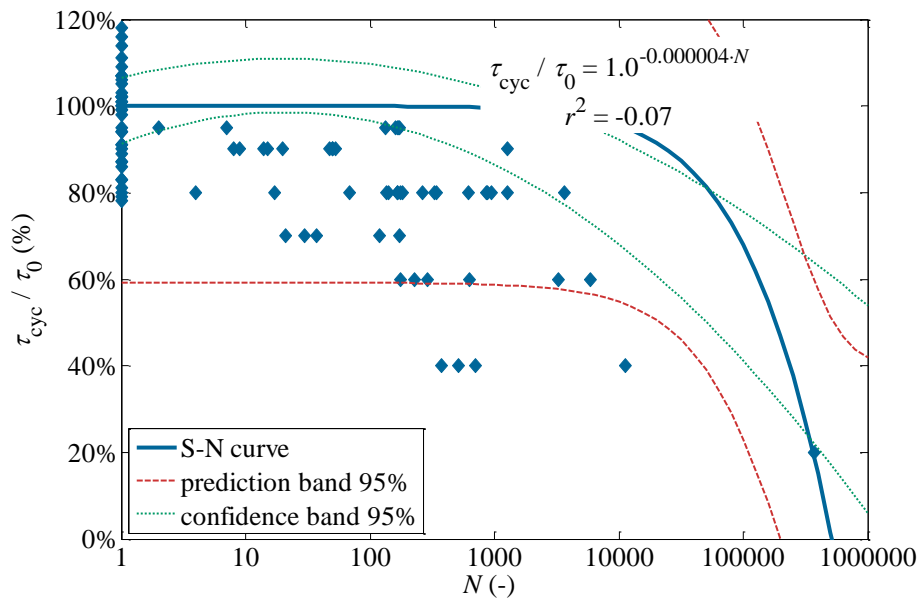 120%
100%
80%
60%
40%
20%
0%
τcyc / τ0 (%)
τcyc / τ0 = 1.0^-0.000004·N
r² = -0.07
S-N curve
prediction band 95%
confidence band 95%
1 10 100 1000 10000 100000 1000000
N (-)